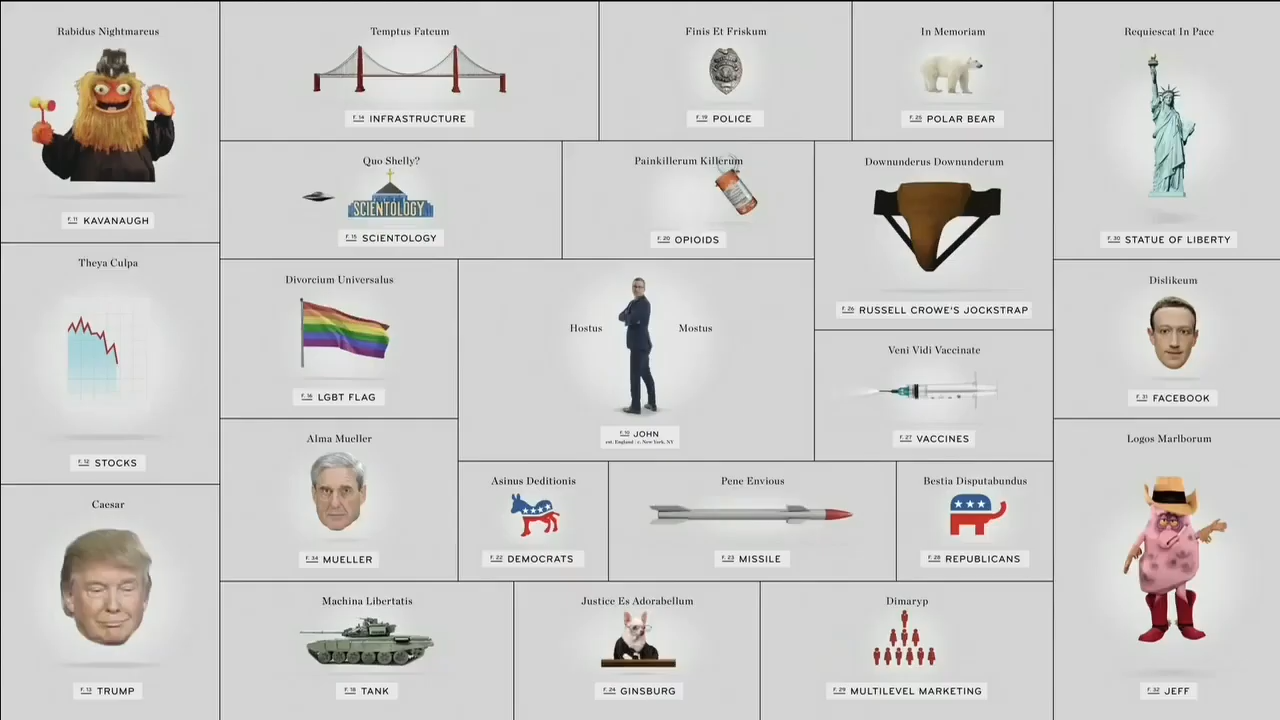 Rabidus Nightmareus
F. 11 KAVANAUGH
Temptus Fateum
F. 14 INFRASTRUCTURE
Finis Et Friskum
F. 19 POLICE
In Memoriam
F. 25 POLAR BEAR
Requiescat In Pace
F. 30 STATUE OF LIBERTY
Quo Shelly?
SCIENTOLOGY
F. 15 SCIENTOLOGY
Painkillerum Killerum
F. 20 OPIOIDS
Downunderus Downunderum
F. 26 RUSSELL CROWE'S JOCKSTRAP
Theya Culpa
F. 12 STOCKS
Divorcium Universalus
F. 16 LGBT FLAG
Hostus Mostus
F. 10 JOHN
est. England | c. New York, NY
Veni Vidi Vaccinate
F. 27 VACCINES
Dislikeum
F. 31 FACEBOOK
Alma Mueller
F. 34 MUELLER
Asinus Deditionis
F. 22 DEMOCRATS
Pene Envious
F. 23 MISSILE
Bestia Disputabundus
F. 28 REPUBLICANS
Logos Marlborum
F. 32 JEFF
Caesar
F. 13 TRUMP
Machina Libertatis
F. 18 TANK
Justice Es Adorabellum
F. 24 GINSBURG
Dimaryp
F. 29 MULTILEVEL MARKETING